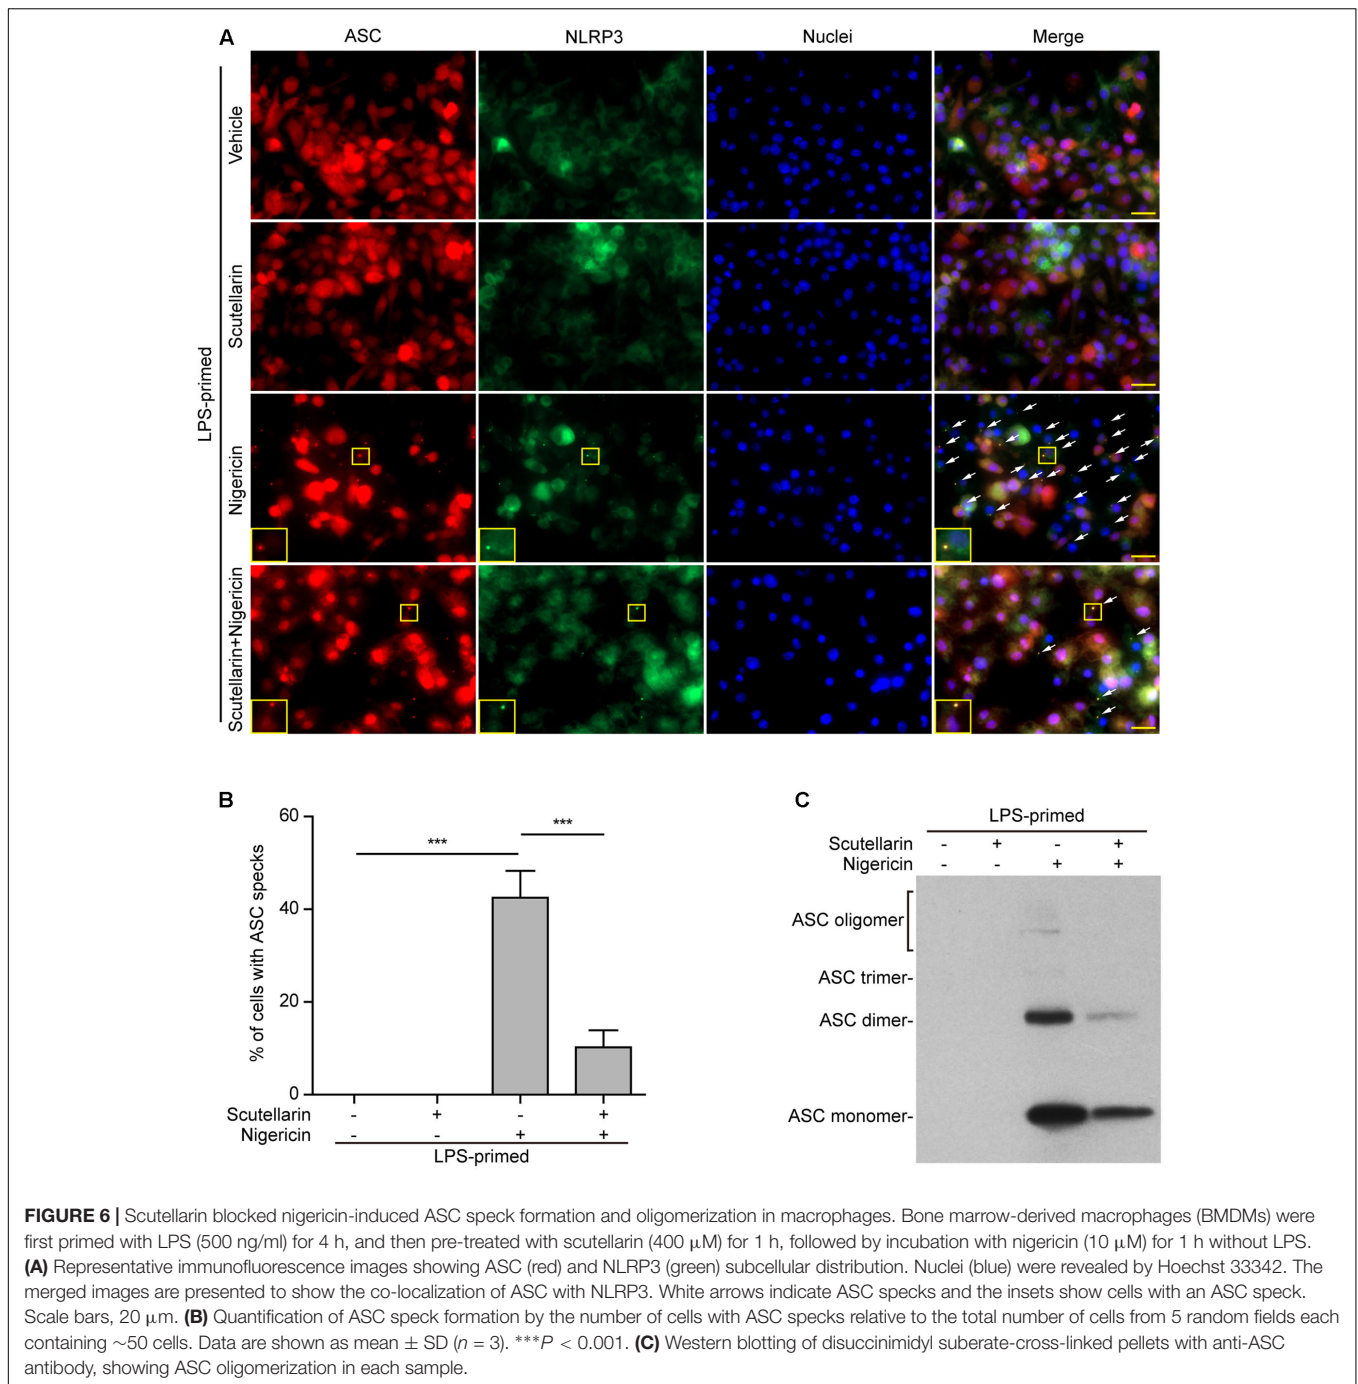 A
ASC NLRP3 Nuclei Merge
LPS-primed
Vehicle
Scutellarin
Nigericin
Scutellarin+Nigericin
B
% of cells with ASC specks
60
40
20
0
*** ***
Scutellarin - + - +
Nigericin - - + +
LPS-primed
C
LPS-primed
Scutellarin - + - +
Nigericin - - + +
ASC oligomer
ASC trimer-
ASC dimer-
ASC monomer-
FIGURE 6 | Scutellarin blocked nigericin-induced ASC speck formation and oligomerization in macrophages. Bone marrow-derived macrophages (BMDMs) were
first primed with LPS (500 ng/ml) for 4 h, and then pre-treated with scutellarin (400 μM) for 1 h, followed by incubation with nigericin (10 μM) for 1 h without LPS.
(A) Representative immunofluorescence images showing ASC (red) and NLRP3 (green) subcellular distribution. Nuclei (blue) were revealed by Hoechst 33342. The
merged images are presented to show the co-localization of ASC with NLRP3. White arrows indicate ASC specks and the insets show cells with an ASC speck.
Scale bars, 20 μm. (B) Quantification of ASC speck formation by the number of cells with ASC specks relative to the total number of cells from 5 random fields each
containing ~50 cells. Data are shown as mean ± SD (n = 3). ***P < 0.001. (C) Western blotting of disuccinimidyl suberate-cross-linked pellets with anti-ASC
antibody, showing ASC oligomerization in each sample.